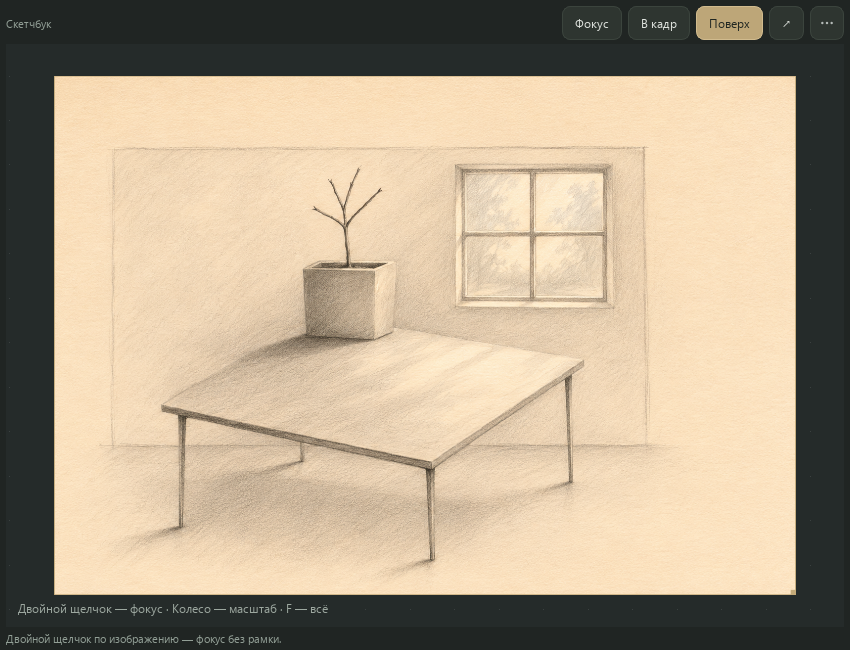 Скетчбук
Фокус
В кадр
Поверх
Двойной щелчок — фокус · Колесо — масштаб · F — всё
Двойной щелчок по изображению — фокус без рамки.